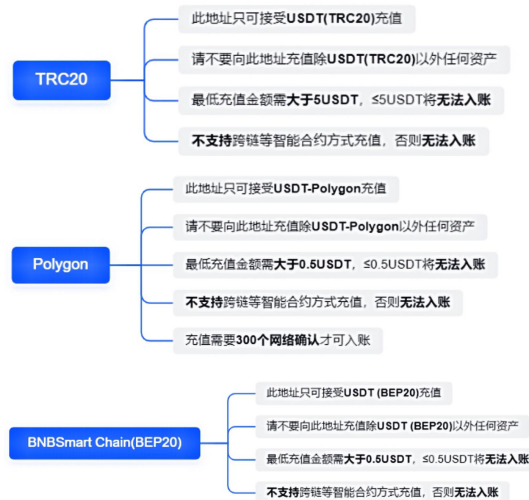 此地址只可接受USDT(TRC20)充值
请不要向此地址充值除USDT(TRC20)以外任何资产
TRC20
最低充值金额需大于5USDT，≤5USDT将无法入账
不支持跨链等智能合约方式充值，否则无法入账
此地址只可接受USDT-Polygon充值
请不要向此地址充值除USDT-Polygon以外任何资产
Polygon
最低充值金额需大于0.5USDT，≤0.5USDT将无法入账
不支持跨链等智能合约方式充值，否则无法入账
充值需要300个网络确认才可入账
此地址只可接受USDT (BEP20)充值
请不要向此地址充值除USDT (BEP20)以外任何资产
BNBSmart Chain(BEP20)
最低充值金额需大于0.5USDT，≤0.5USDT将无法入账
不支持跨链等智能合约方式充值，否则无法入账